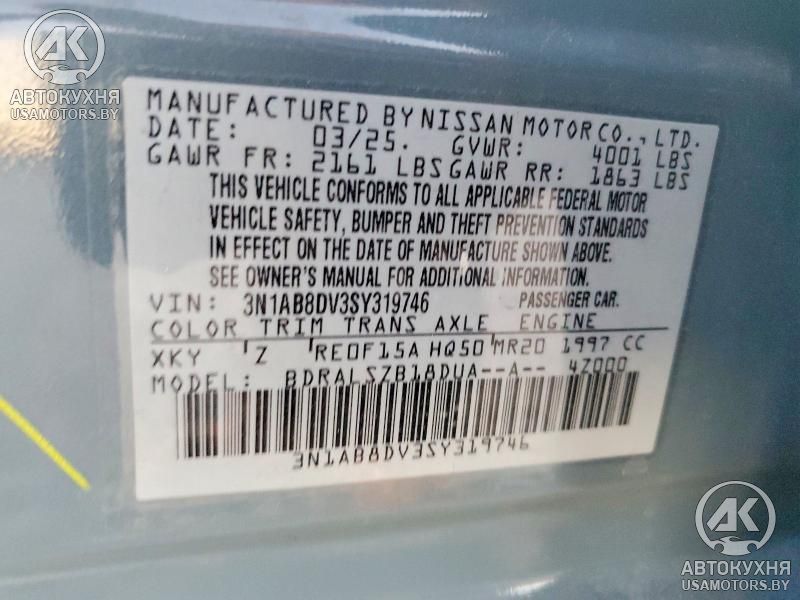 AK
АВТОКУХНЯ
USAMOTORS.BY
MANUFACTURED BY NISSAN MOTOR CO., LTD.
DATE: 03/25. GVWR: 4001 LBS
GAWR FR: 2161 LBS GAWR RR: 1863 LBS
THIS VEHICLE CONFORMS TO ALL APPLICABLE FEDERAL MOTOR
VEHICLE SAFETY, BUMPER AND THEFT PREVENTION STANDARDS
IN EFFECT ON THE DATE OF MANUFACTURE SHOWN ABOVE.
SEE OWNER'S MANUAL FOR ADDITIONAL INFORMATION.
VIN: 3N1AB8DV3SY319746 PASSENGER CAR.
COLOR TRIM TRANS AXLE ENGINE
XKY Z RE0F15A HQ50 MR20 1997 CC
MODEL: BDRALSZB18DUA--A-- 4Z000
3N1AB8DV3SY319746
AK
АВТОКУХНЯ
USAMOTORS.BY